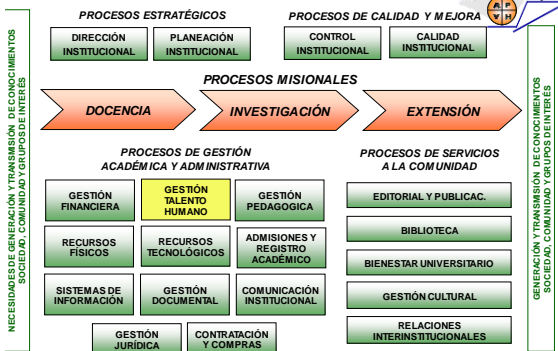 PROCESOS ESTRATÉGICOS
PROCESOS DE CALIDAD Y MEJORA
A P
V H
DIRECCIÓN
INSTITUCIONAL
PLANEACIÓN
INSTITUCIONAL
CONTROL
INSTITUCIONAL
CALIDAD
INSTITUCIONAL
NECESIDADES DE GENERACIÓN Y TRANSMISIÓN DE CONOCIMIENTOS
SOCIEDAD, COMUNIDAD Y GRUPOS DE INTERÉS
PROCESOS MISIONALES
DOCENCIA
INVESTIGACIÓN
EXTENSIÓN
PROCESOS DE GESTIÓN
ACADÉMICA Y ADMINISTRATIVA
GESTIÓN
FINANCIERA
GESTIÓN
TALENTO
HUMANO
GESTIÓN
PEDAGOGICA
RECURSOS
FÍSICOS
RECURSOS
TECNOLÓGICOS
ADMISIONES Y
REGISTRO
ACADÉMICO
SISTEMAS DE
INFORMACIÓN
GESTIÓN
DOCUMENTAL
COMUNICACIÓN
INSTITUCIONAL
GESTIÓN
JURÍDICA
CONTRATACIÓN
Y COMPRAS
PROCESOS DE SERVICIOS
A LA COMUNIDAD
EDITORIAL Y PUBLICAC.
BIBLIOTECA
BIENESTAR UNIVERSITARIO
GESTIÓN CULTURAL
RELACIONES
INTERINSTITUCIONALES
GENERACIÓN Y TRANSMISIÓN DE CONOCIMIENTOS
SOCIEDAD, COMUNIDAD Y GRUPOS DE INTERÉS